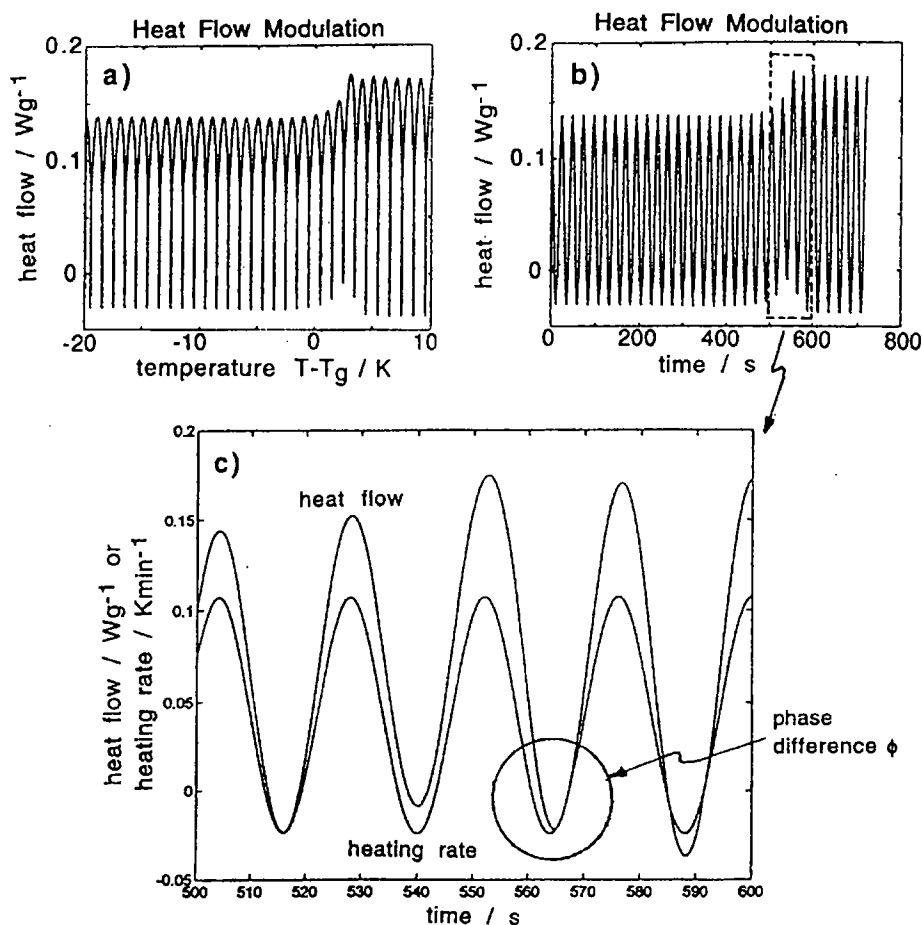 Heat Flow Modulation
a)
heat flow / Wg-1
0.2
0.1
0
-20
-10
0
10
temperature T-Tg / K
Heat Flow Modulation
b)
heat flow / Wg-1
0.2
0.1
0
0
200
400
600
800
time / s
c)
heat flow
heating rate
heat flow / Wg-1 or
heating rate / Kmin-1
0.2
0.15
0.1
0.05
0
-0.05
500
510
520
530
540
550
560
570
580
590
600
time / s
phase
difference ϕ